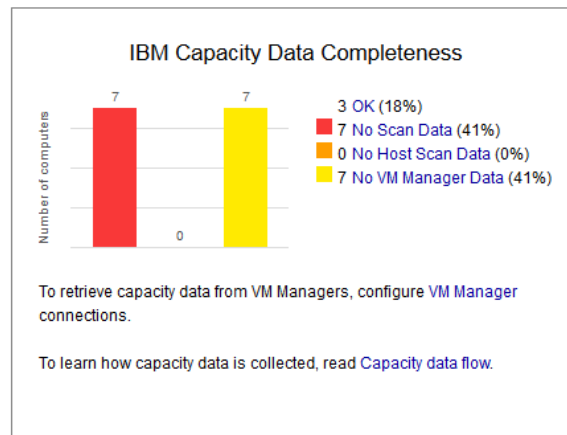 IBM Capacity Data Completeness
Number of computers
7
0
7
3 OK (18%)
7 No Scan Data (41%)
0 No Host Scan Data (0%)
7 No VM Manager Data (41%)
To retrieve capacity data from VM Managers, configure VM Manager
connections.
To learn how capacity data is collected, read Capacity data flow.